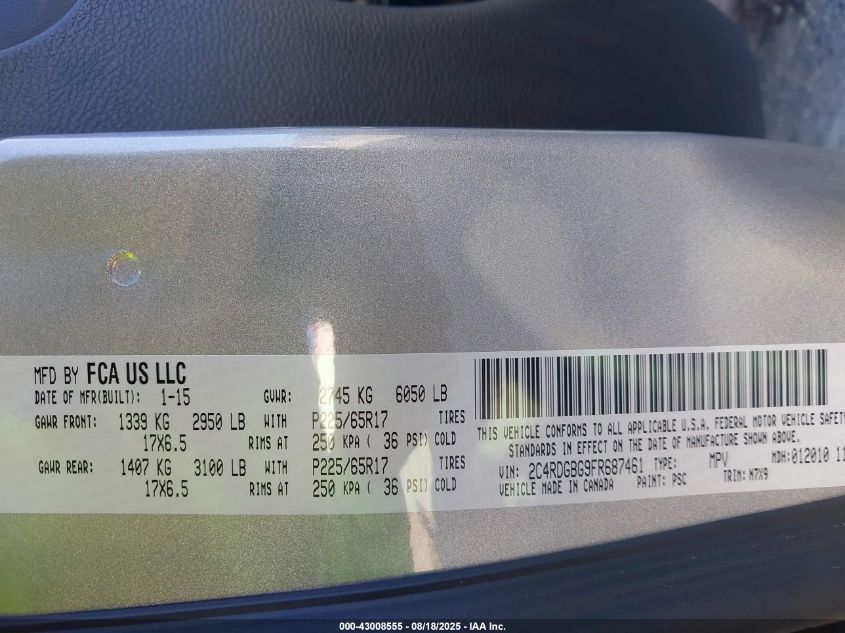 MFD BY FCA US LLC
DATE OF MFR(BUILT): 1-15 GVWR: 2745 KG 6050 LB
GAWR FRONT: 1339 KG 2950 LB WITH P225/65R17 TIRES
17X6.5 RIMS AT 250 KPA ( 36 PSI) COLD
GAWR REAR: 1407 KG 3100 LB WITH P225/65R17 TIRES
17X6.5 RIMS AT 250 KPA ( 36 PSI) COLD
THIS VEHICLE CONFORMS TO ALL APPLICABLE U.S.A. FEDERAL MOTOR VEHICLE SAFETY
STANDARDS IN EFFECT ON THE DATE OF MANUFACTURE SHOWN ABOVE.
VIN: 2C4RDGBG9FR687461 TYPE: MPV MDH:012010 11
VEHICLE MADE IN CANADA PAINT: PSC TRIM: N7X9
000-43008555 - 08/18/2025 - IAA Inc.